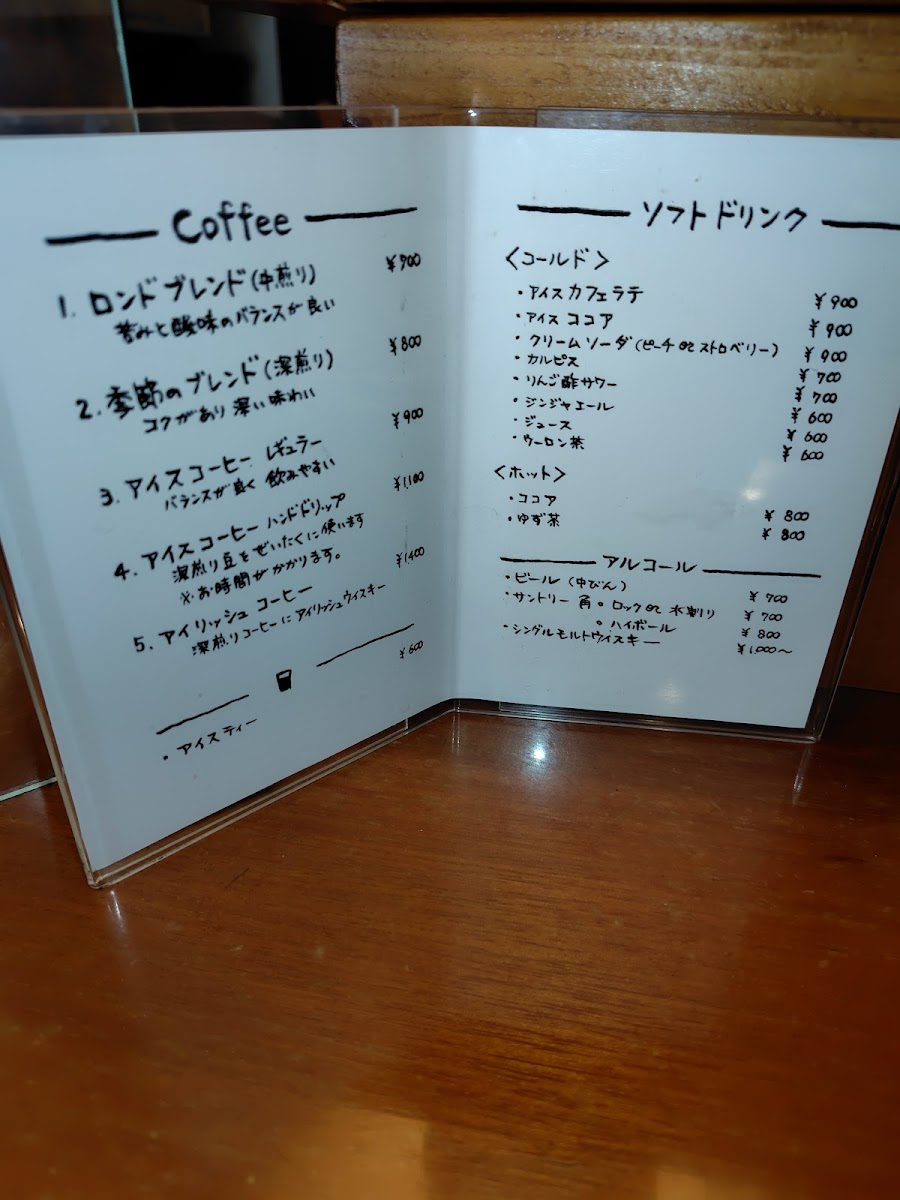 Coffee
1. ロンドブレンド(中煎り) ¥700
苦みと酸味のバランスが良い
2. 季節のブレンド(深煎り) ¥800
コクがあり深い味わい
3. アイスコーヒー レギュラー ¥900
バランスが良く 飲みやすい
4. アイスコーヒー ハンドドリップ ¥1,100
深煎り豆をぜいたくに使います
※お時間がかかります。
5. アイリッシュ コーヒー ¥1,400
深煎りコーヒーに アイリッシュウイスキー
・アイスティー ¥600
ソフトドリンク
<コールド>
・アイスカフェラテ ¥900
・アイス ココア ¥900
・クリームソーダ(ピーチ or ストロベリー) ¥900
・カルピス ¥700
・りんご酢サワー ¥700
・ジンジャエール ¥600
・ジュース ¥600
・ウーロン茶 ¥600
<ホット>
・ココア ¥800
・ゆず茶 ¥800
アルコール
・ビール (中びん) ¥700
・サントリー 角 。ロック or 水割り ¥700
。ハイボール ¥800
・シングルモルトウイスキー ¥1,000〜